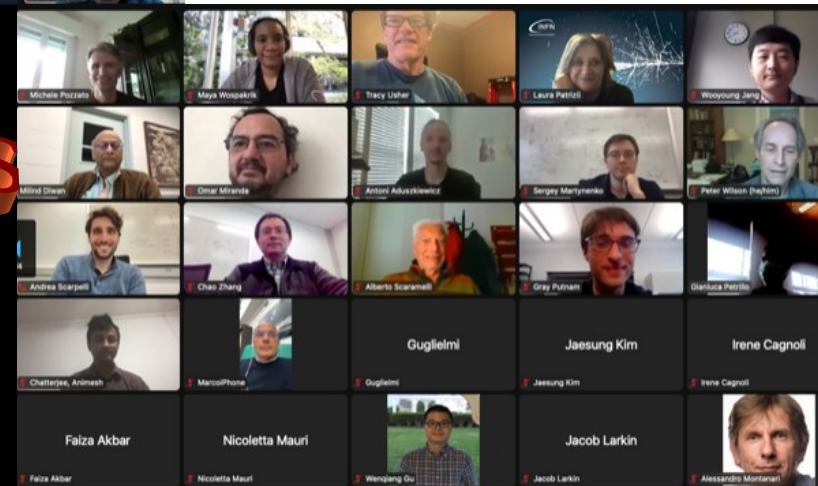 INFN
Michele Pozzato
Maya Wospakrik
Tracy Usher
Laura Patrizii
Wooyoung Jang
Milind Diwan
Omar Miranda
Antoni Aduszkiewicz
Sergey Martynenko
Peter Wilson (he/him)
S
Andrea Scarpelli
Chao Zhang
Alberto Scaramelli
Gray Putnam
Gianluca Petrillo
Chatterjee, Animesh
MarcoiPhone
Guglielmi
Guglielmi
Jaesung Kim
Jaesung Kim
Irene Cagnoli
Irene Cagnoli
Faiza Akbar
Faiza Akbar
Nicoletta Mauri
Nicoletta Mauri
Wenqiang Gu
Jacob Larkin
Jacob Larkin
Alessandro Montanari